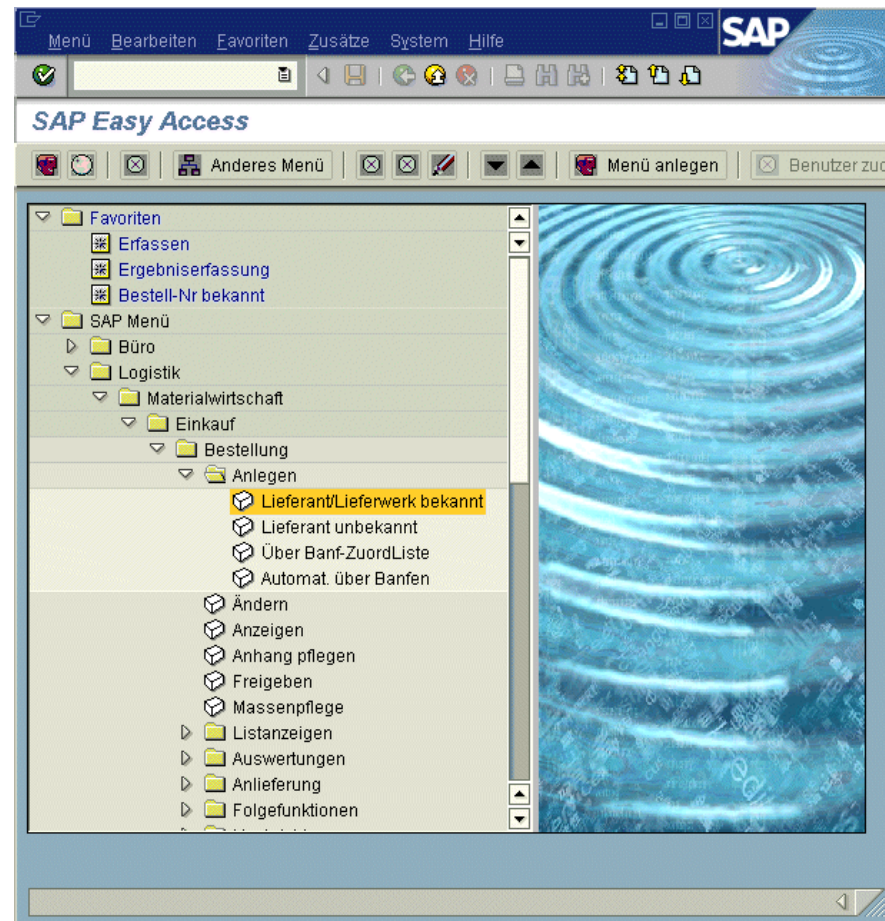 Menü Bearbeiten Favoriten Zusätze System Hilfe
SAP
SAP Easy Access
Anderes Menü Menü anlegen Benutzer zuo
Favoriten
Erfassen
Ergebniserfassung
Bestell-Nr bekannt
SAP Menü
Büro
Logistik
Materialwirtschaft
Einkauf
Bestellung
Anlegen
Lieferant/Lieferwerk bekannt
Lieferant unbekannt
Über Banf-ZuordListe
Automat. über Banfen
Ändern
Anzeigen
Anhang pflegen
Freigeben
Massenpflege
Listanzeigen
Auswertungen
Anlieferung
Folgefunktionen